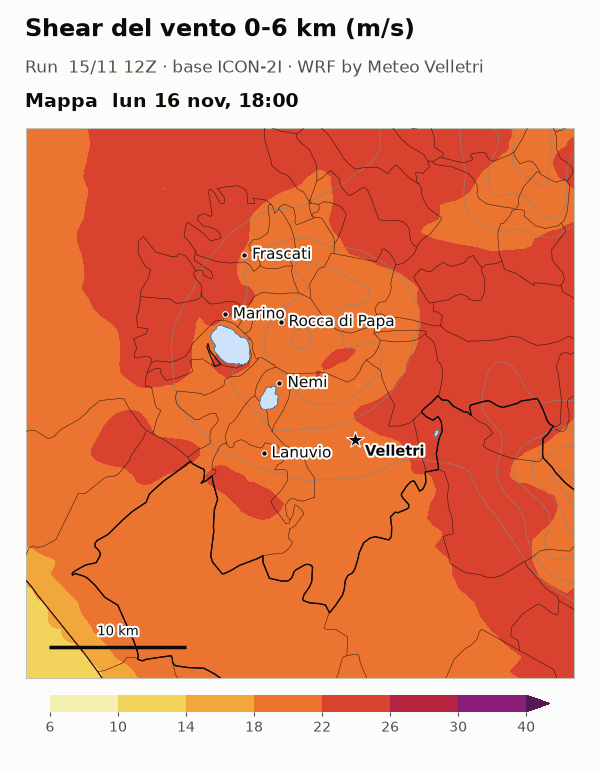 Shear del vento 0-6 km (m/s)
Run  15/11 12Z · base ICON-2I · WRF by Meteo Velletri
Mappa  lun 16 nov, 18:00
Frascati
Marino
Rocca di Papa
Nemi
Lanuvio
Velletri
10 km
6 10 14 18 22 26 30 40